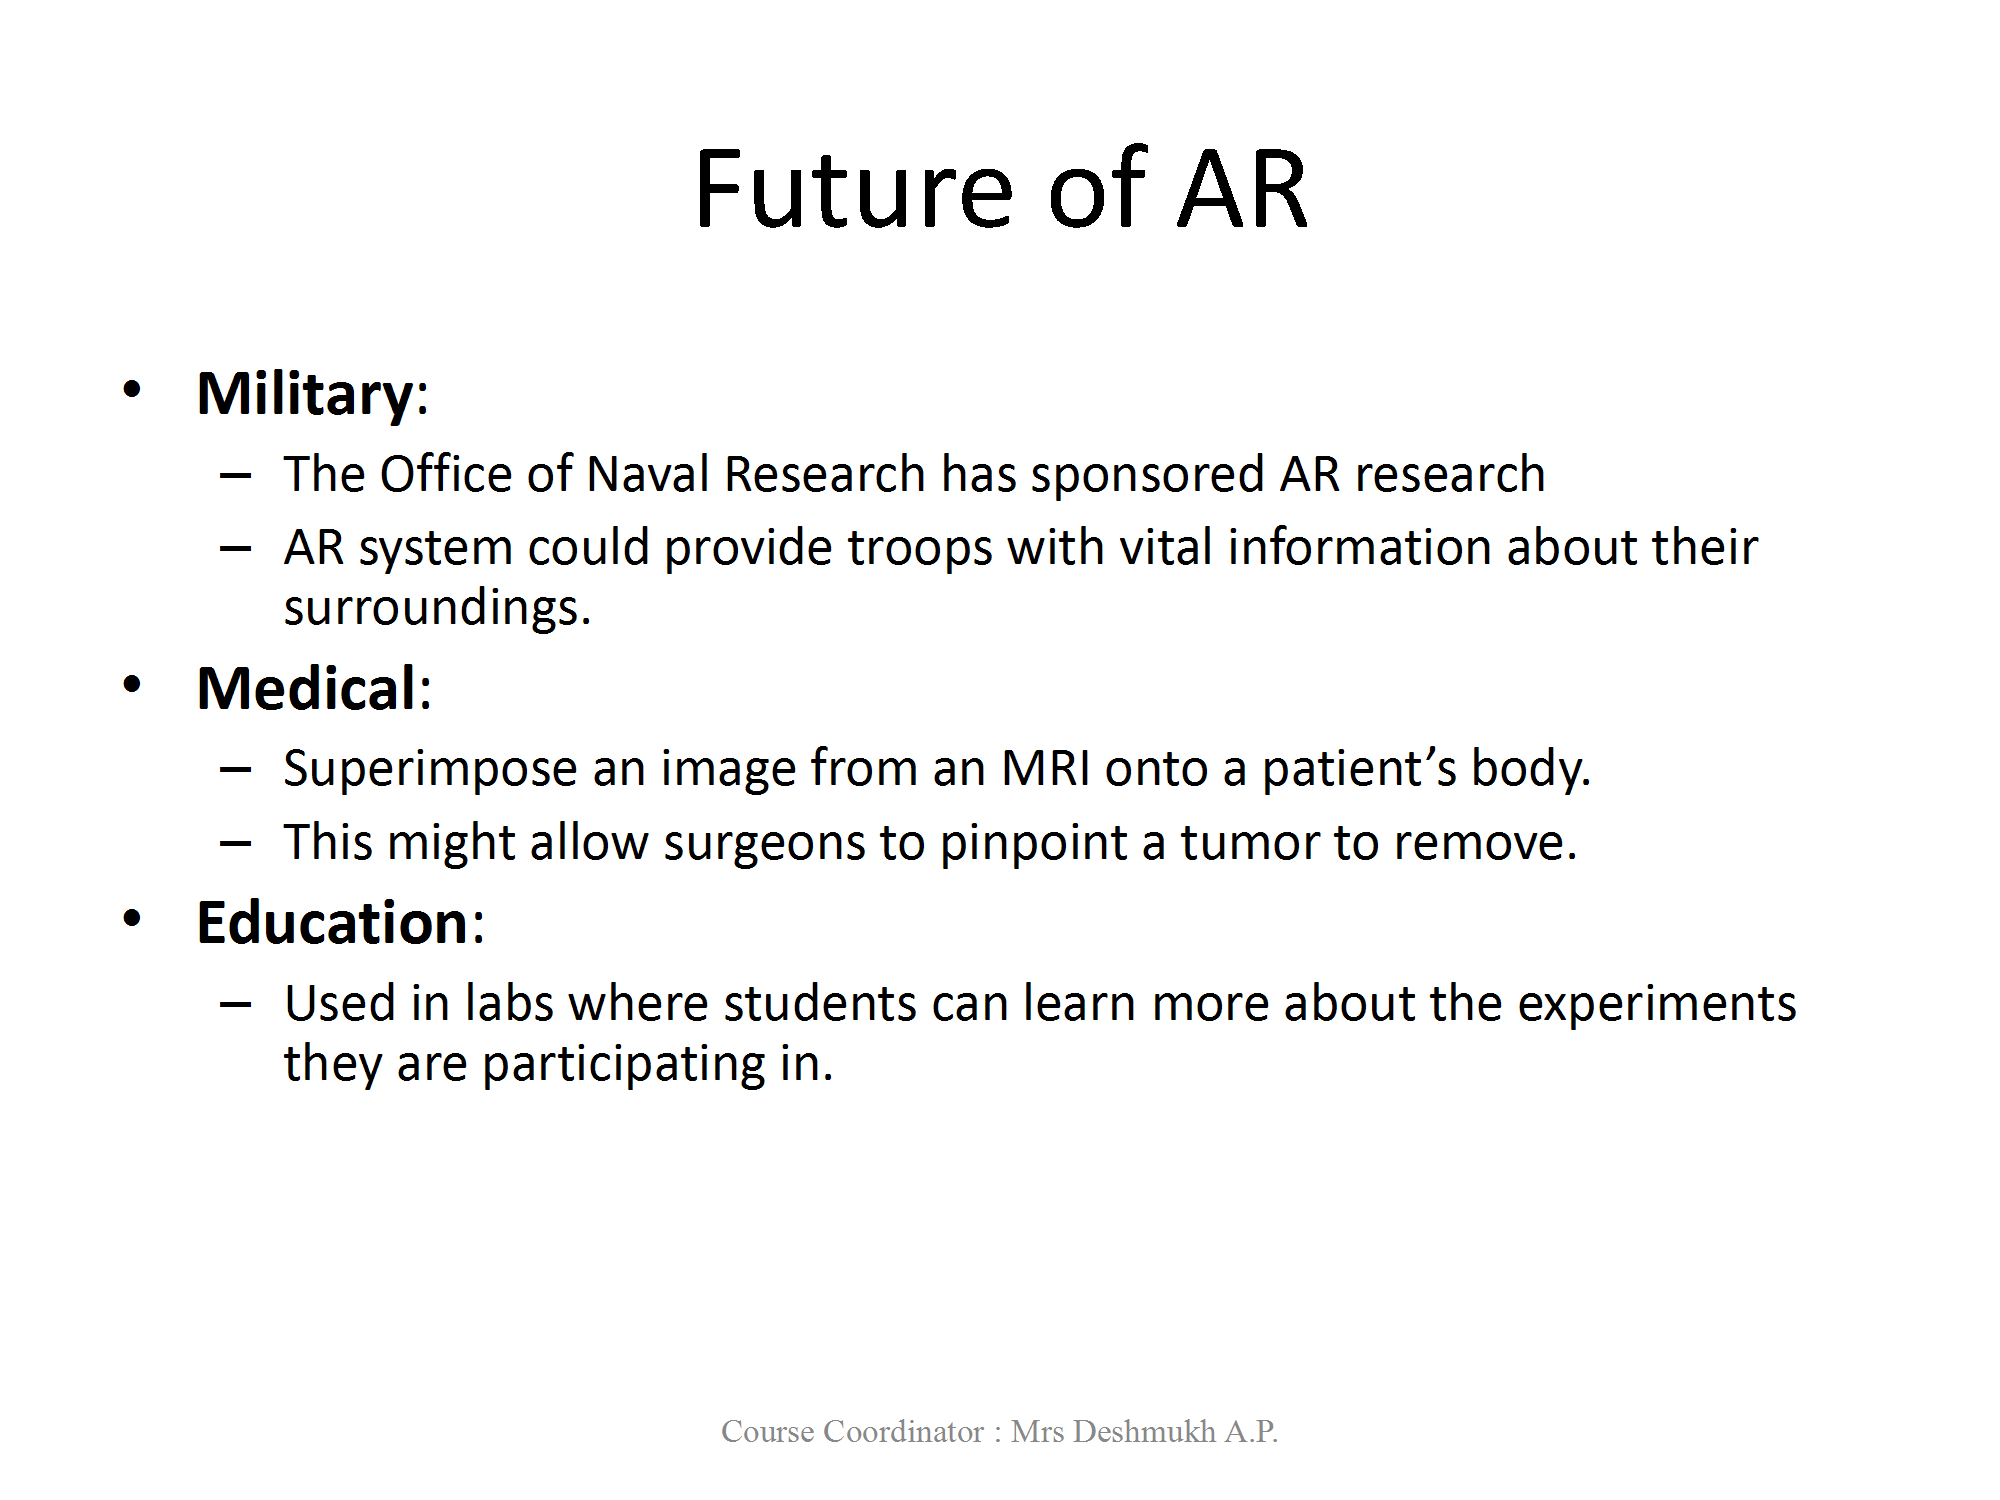 Future of AR
• Military:
– The Office of Naval Research has sponsored AR research
– AR system could provide troops with vital information about their
surroundings.
• Medical:
– Superimpose an image from an MRI onto a patient’s body.
– This might allow surgeons to pinpoint a tumor to remove.
• Education:
– Used in labs where students can learn more about the experiments
they are participating in.
Course Coordinator : Mrs Deshmukh A.P.